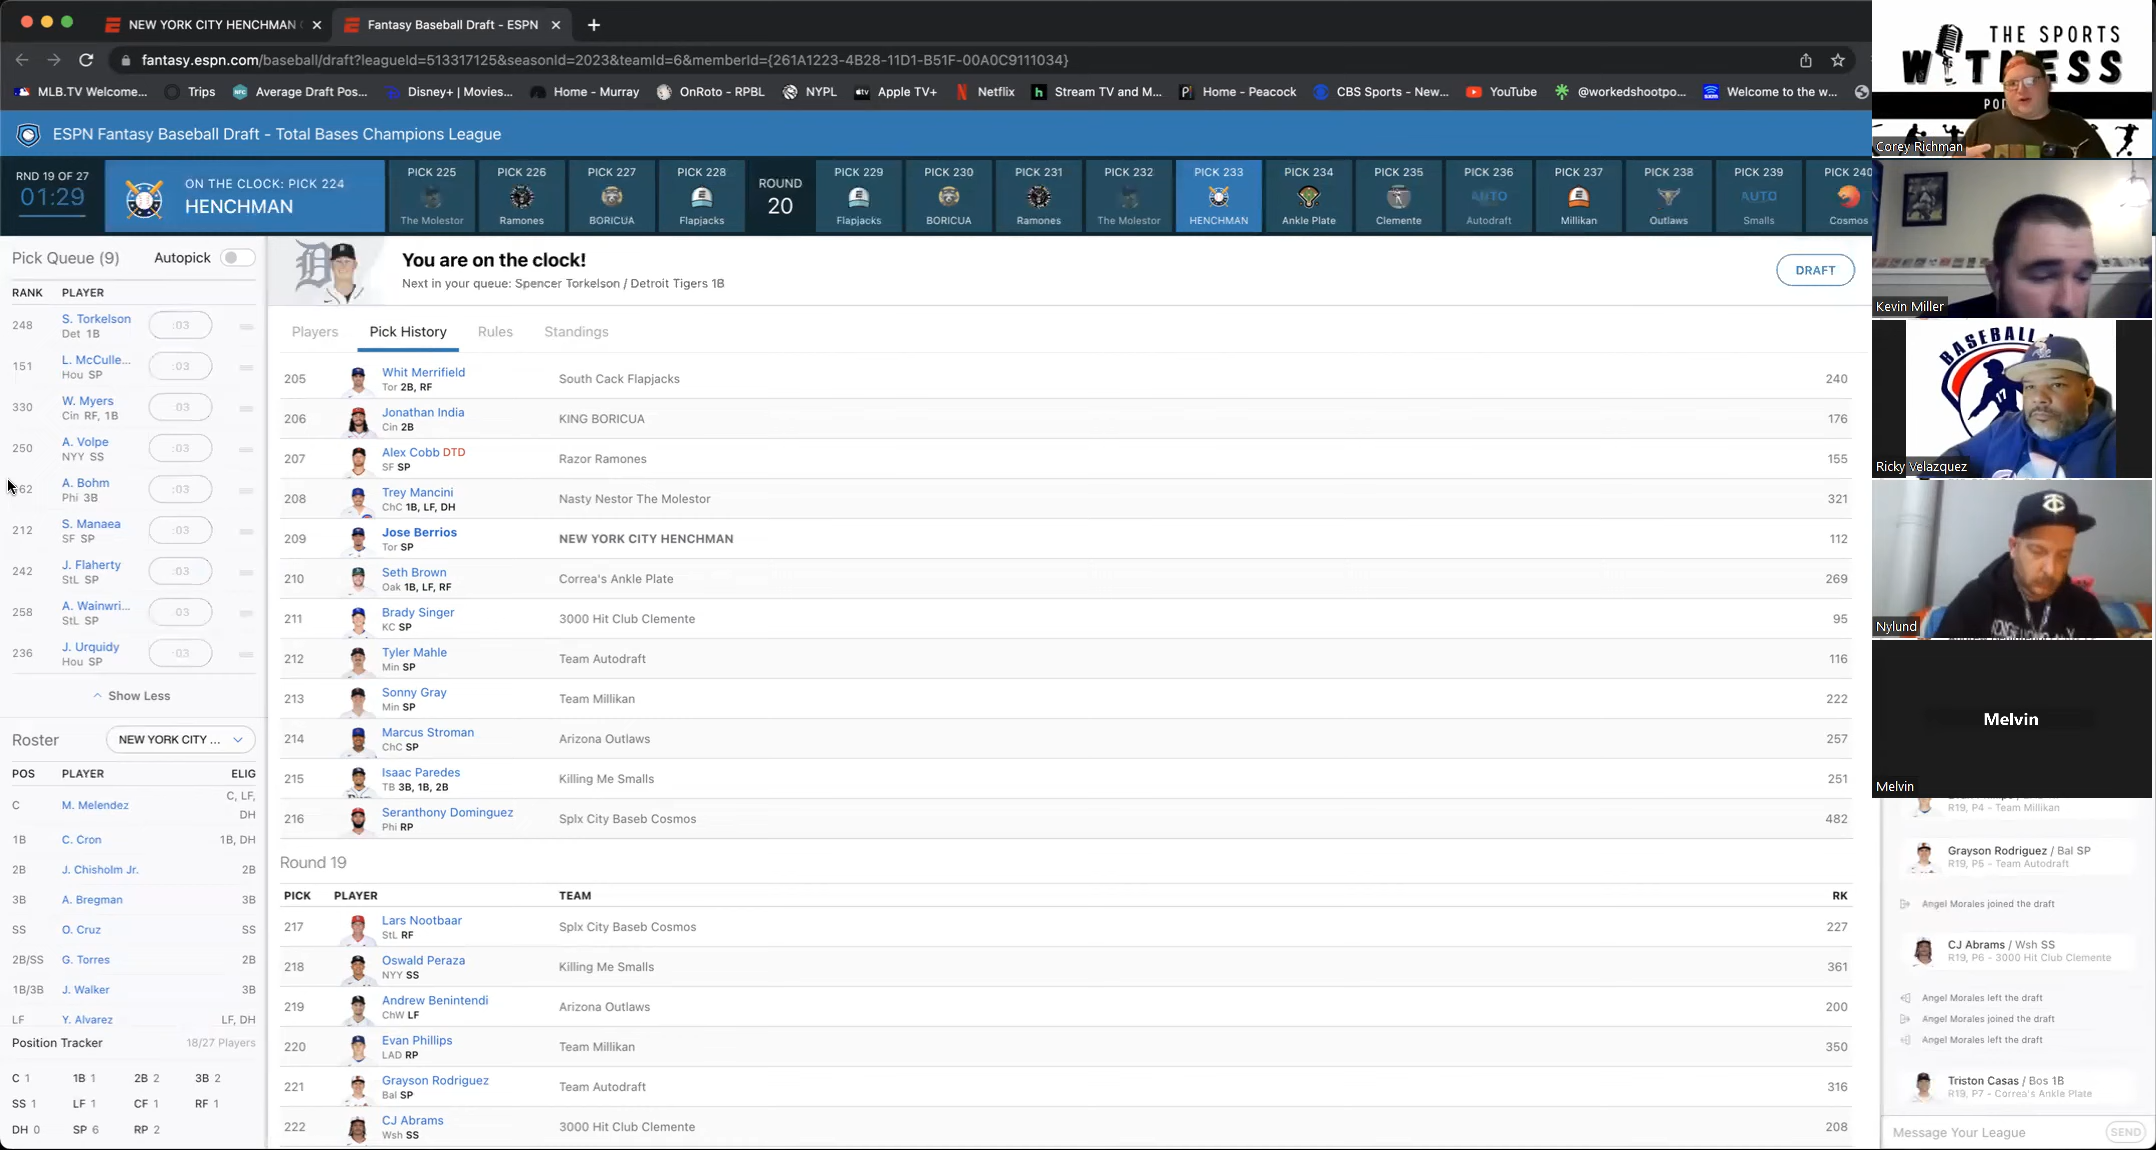 NEW YORK CITY HENCHMAN
Fantasy Baseball Draft - ESPN
fantasy.espn.com/baseball/draft?leagueId=513317125&seasonId=2023&teamId=6&memberId={261A1223-4B28-11D1-B51F-00A0C9111034}
MLB.TV Welcome...
Trips
Average Draft Pos...
Disney+ | Movies...
Home - Murray
OnRoto - RPBL
NYPL
Apple TV+
Netflix
Stream TV and M...
Home - Peacock
CBS Sports - New...
YouTube
@workedshootpo...
Welcome to the w...
ESPN Fantasy Baseball Draft - Total Bases Champions League
RND 19 OF 27
01:29
ON THE CLOCK: PICK 224
HENCHMAN
PICK 225
The Molestor
PICK 226
Ramones
PICK 227
BORICUA
PICK 228
Flapjacks
ROUND
20
PICK 229
Flapjacks
PICK 230
BORICUA
PICK 231
Ramones
PICK 232
The Molestor
PICK 233
HENCHMAN
PICK 234
Ankle Plate
PICK 235
Clemente
PICK 236
AUTO
Autodraft
PICK 237
Millikan
PICK 238
Outlaws
PICK 239
AUTO
Smalls
PICK 240
Cosmos
Pick Queue (9)
Autopick
RANK PLAYER
248 S. Torkelson :03
Det 1B
151 L. McCulle... :03
Hou SP
330 W. Myers :03
Cin RF, 1B
250 A. Volpe :03
NYY SS
62 A. Bohm :03
Phi 3B
212 S. Manaea :03
SF SP
242 J. Flaherty :03
StL SP
258 A. Wainwri... :03
StL SP
236 J. Urquidy :03
Hou SP
Show Less
Roster
NEW YORK CITY ...
POS PLAYER ELIG
C M. Melendez C, LF,
DH
1B C. Cron 1B, DH
2B J. Chisholm Jr. 2B
3B A. Bregman 3B
SS O. Cruz SS
2B/SS G. Torres 2B
1B/3B J. Walker 3B
LF Y. Alvarez LF, DH
Position Tracker 18/27 Players
C 1 1B 1 2B 2 3B 2
SS 1 LF 1 CF 1 RF 1
DH 0 SP 6 RP 2
You are on the clock!
Next in your queue: Spencer Torkelson / Detroit Tigers 1B
DRAFT
Players
Pick History
Rules
Standings
205 Whit Merrifield South Cack Flapjacks 240
Tor 2B, RF
206 Jonathan India KING BORICUA 176
Cin 2B
207 Alex Cobb DTD Razor Ramones 155
SF SP
208 Trey Mancini Nasty Nestor The Molestor 321
ChC 1B, LF, DH
209 Jose Berrios NEW YORK CITY HENCHMAN 112
Tor SP
210 Seth Brown Correa's Ankle Plate 269
Oak 1B, LF, RF
211 Brady Singer 3000 Hit Club Clemente 95
KC SP
212 Tyler Mahle Team Autodraft 116
Min SP
213 Sonny Gray Team Millikan 222
Min SP
214 Marcus Stroman Arizona Outlaws 257
ChC SP
215 Isaac Paredes Killing Me Smalls 251
TB 3B, 1B, 2B
216 Seranthony Dominguez Splx City Baseb Cosmos 482
Phi RP
Round 19
PICK PLAYER TEAM RK
217 Lars Nootbaar Splx City Baseb Cosmos 227
StL RF
218 Oswald Peraza Killing Me Smalls 361
NYY SS
219 Andrew Benintendi Arizona Outlaws 200
ChW LF
220 Evan Phillips Team Millikan 350
LAD RP
221 Grayson Rodriguez Team Autodraft 316
Bal SP
222 CJ Abrams 3000 Hit Club Clemente 208
Wsh SS
THE SPORTS
WITNESS
Corey Richman
Kevin Miller
BASEBALL
17
Ricky Velazquez
TC
Nylund
Melvin
Melvin
R19, P4 - Team Millikan
Grayson Rodriguez / Bal SP
R19, P5 - Team Autodraft
Angel Morales joined the draft
CJ Abrams / Wsh SS
R19, P6 - 3000 Hit Club Clemente
Angel Morales left the draft
Angel Morales joined the draft
Angel Morales left the draft
Triston Casas / Bos 1B
R19, P7 - Correa's Ankle Plate
Message Your League
SEND